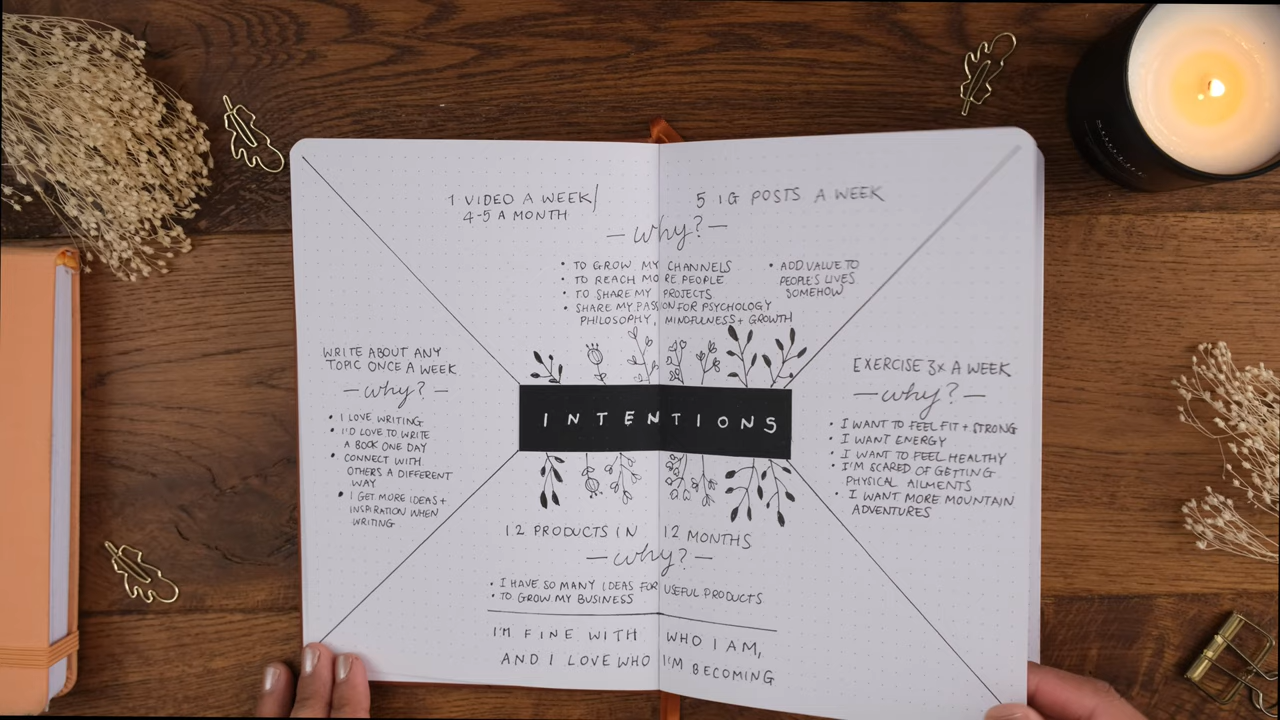 1 VIDEO A WEEK/
4-5 A MONTH
5 IG POSTS A WEEK
— why? —
• TO GROW MY CHANNELS
• TO REACH MORE PEOPLE
• TO SHARE MY PROJECTS
• SHARE MY PASSION FOR PSYCHOLOGY
PHILOSOPHY, MINDFULNESS + GROWTH
• ADD VALUE TO
PEOPLE'S LIVES
SOMEHOW
WRITE ABOUT ANY
TOPIC ONCE A WEEK
— why? —
• I LOVE WRITING
• I'D LOVE TO WRITE
A BOOK ONE DAY
• CONNECT WITH
OTHERS A DIFFERENT
WAY
• I GET MORE IDEAS +
INSPIRATION WHEN
WRITING
INTENTIONS
EXERCISE 3x A WEEK
— why? —
• I WANT TO FEEL FIT + STRONG
• I WANT ENERGY
• I WANT TO FEEL HEALTHY
• I'M SCARED OF GETTING
PHYSICAL AILMENTS
• I WANT MORE MOUNTAIN
ADVENTURES
12 PRODUCTS IN 12 MONTHS
— why? —
• I HAVE SO MANY IDEAS FOR USEFUL PRODUCTS
• TO GROW MY BUSINESS
I'M FINE WITH WHO I AM,
AND I LOVE WHO I'M BECOMING